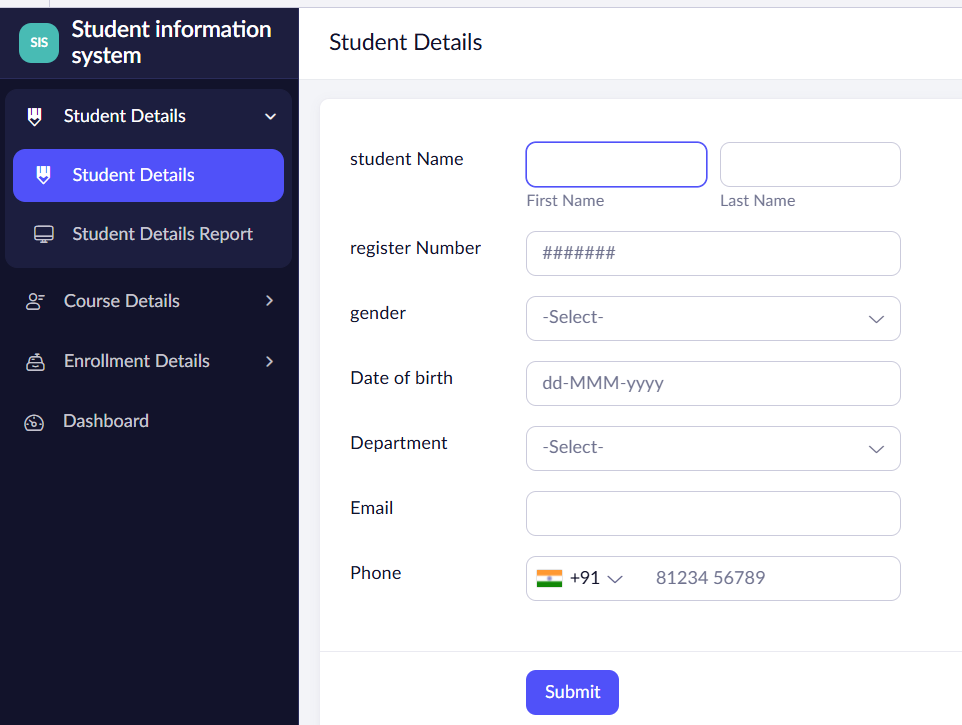 SIS
Student information
system
Student Details
Student Details
Student Details Report
Course Details
Enrollment Details
Dashboard
Student Details
student Name
First Name
Last Name
register Number
#######
gender
-Select-
Date of birth
dd-MMM-yyyy
Department
-Select-
Email
Phone
+91
81234 56789
Submit